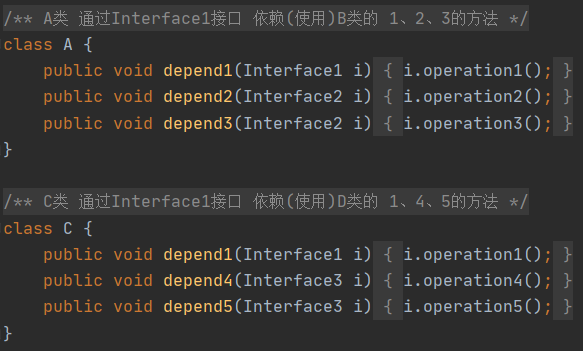 /** A类 通过Interface1接口 依赖(使用)B类的 1、2、3的方法 */
class A {
public void depend1(Interface1 i) { i.operation1(); }
public void depend2(Interface2 i) { i.operation2(); }
public void depend3(Interface2 i) { i.operation3(); }
}
/** C类 通过Interface1接口 依赖(使用)D类的 1、4、5的方法 */
class C {
public void depend1(Interface1 i) { i.operation1(); }
public void depend4(Interface3 i) { i.operation4(); }
public void depend5(Interface3 i) { i.operation5(); }
}